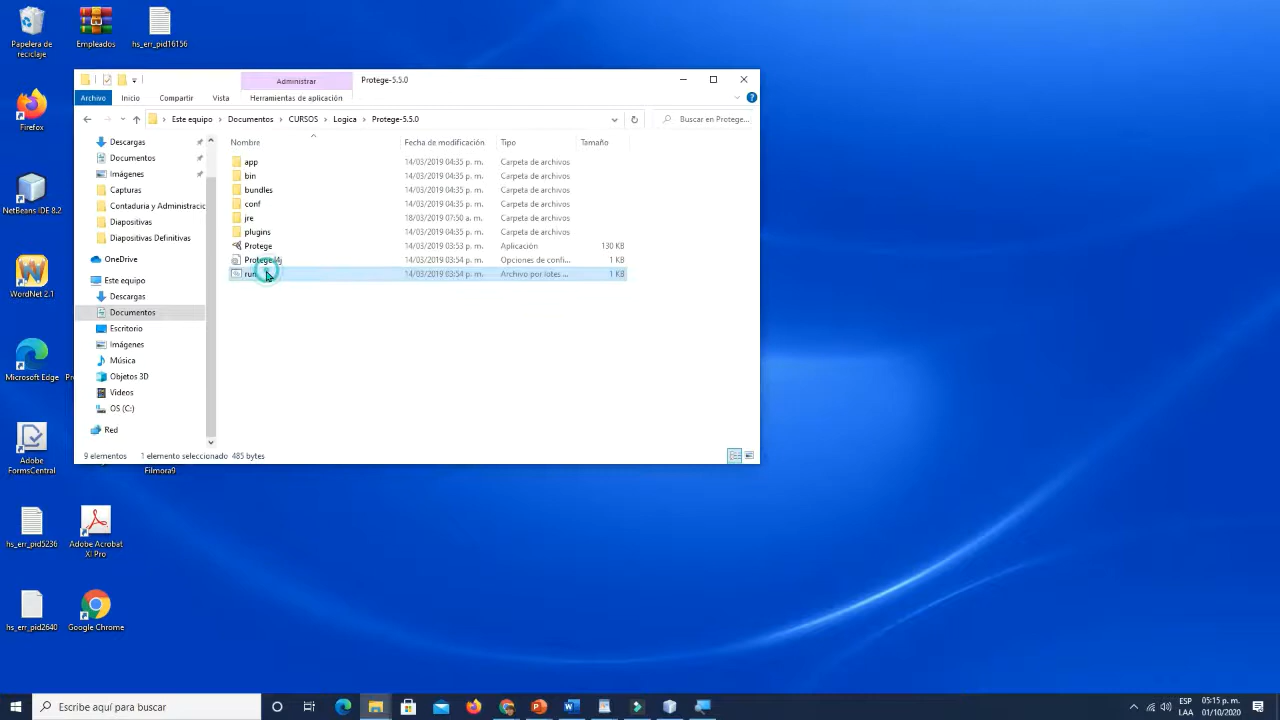 Papelera de
reciclaje
Empleados
hs_err_pid16156
Firefox
NetBeans IDE 8.2
WordNet 2.1
Microsoft Edge
Adobe
FormsCentral
Filmora9
hs_err_pid5236
Adobe Acrobat
XI Pro
hs_err_pid2640
Google Chrome
Administrar
Protege-5.5.0
Archivo
Inicio
Compartir
Vista
Herramientas de aplicación
Este equipo > Documentos > CURSOS > Logica > Protege-5.5.0
Buscar en Protege...
Descargas
Documentos
Imágenes
Capturas
Contaduria y Administracio
Diapositivas
Diapositivas Definitivas
OneDrive
Este equipo
Descargas
Documentos
Escritorio
Imágenes
Música
Objetos 3D
Videos
OS (C:)
Red
Nombre Fecha de modificación Tipo Tamaño
app 14/03/2019 04:35 p. m. Carpeta de archivos
bin 14/03/2019 04:35 p. m. Carpeta de archivos
bundles 14/03/2019 04:35 p. m. Carpeta de archivos
conf 14/03/2019 04:35 p. m. Carpeta de archivos
jre 18/03/2019 07:50 a. m. Carpeta de archivos
plugins 14/03/2019 04:35 p. m. Carpeta de archivos
Protege 14/03/2019 03:53 p. m. Aplicación 130 KB
Protege.l4j 14/03/2019 03:54 p. m. Opciones de confi... 1 KB
run 14/03/2019 03:54 p. m. Archivo por lotes ... 1 KB
9 elementos 1 elemento seleccionado 485 bytes
Escribe aquí para buscar
ESP
LAA
05:15 p. m.
01/10/2020